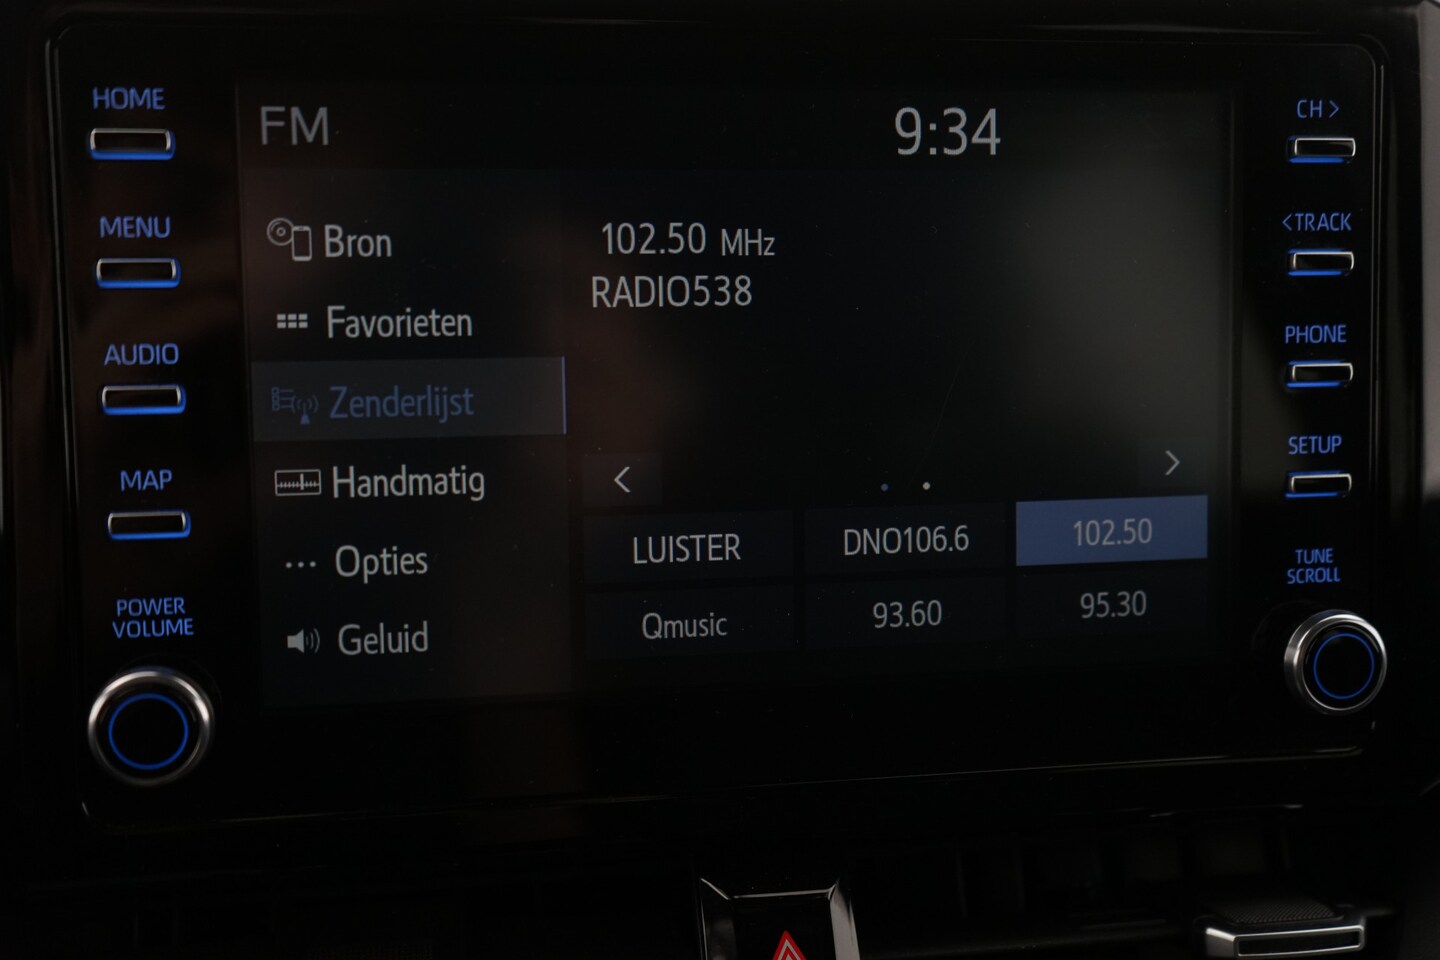 HOME
MENU
AUDIO
MAP
POWER
VOLUME
FM
9:34
Bron
Favorieten
Zenderlijst
Handmatig
Opties
Geluid
102.50 MHz
RADIO538
< >
LUISTER DNO106.6 102.50
Qmusic 93.60 95.30
CH>
<TRACK
PHONE
SETUP
TUNE
SCROLL